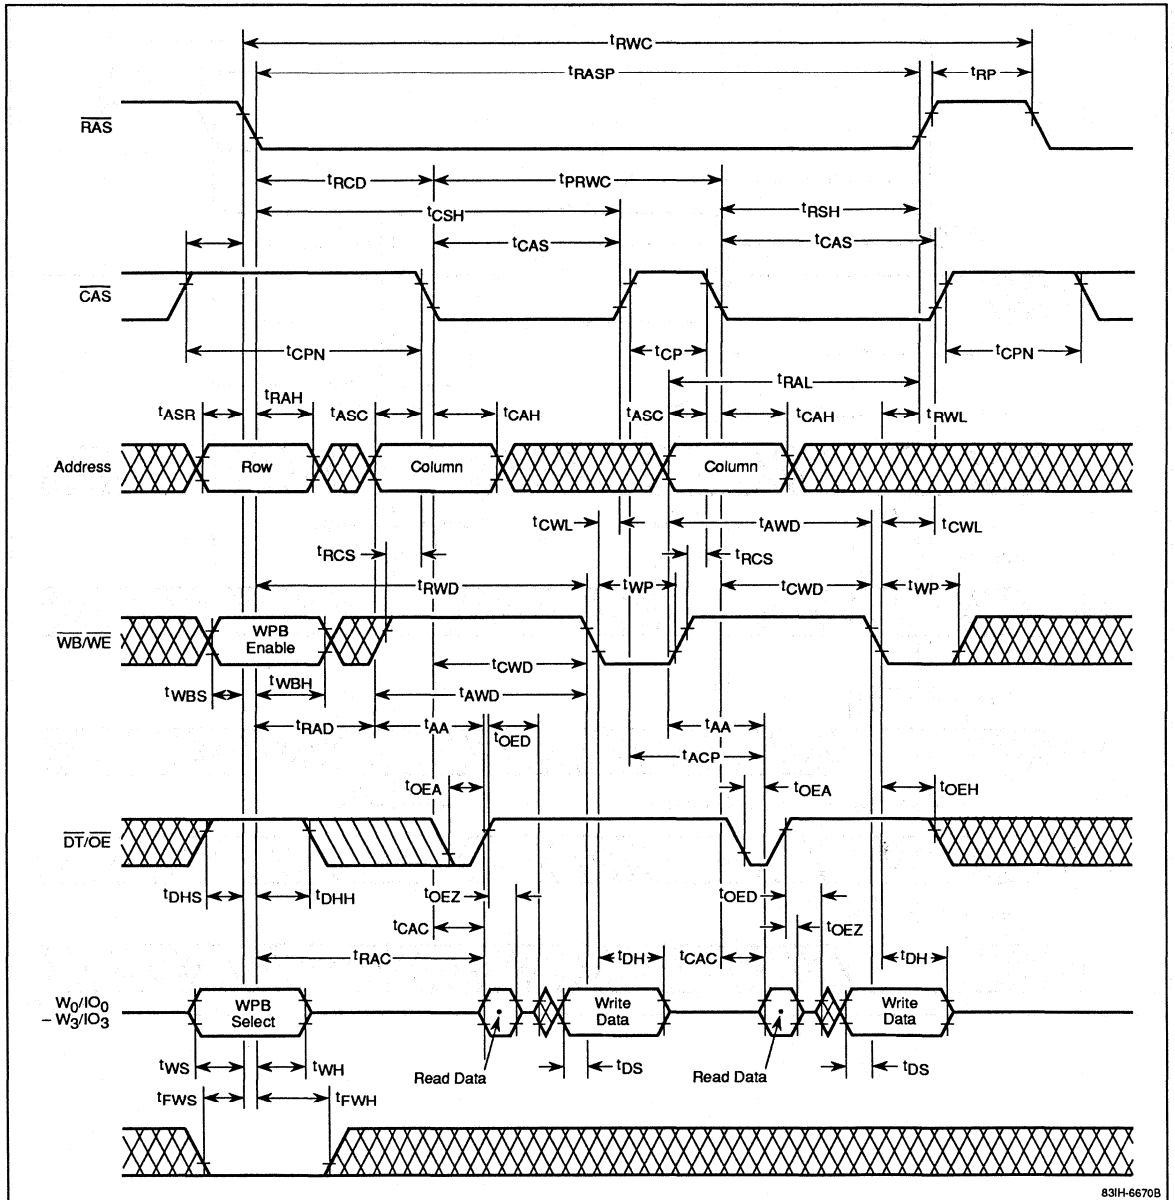 tRWC
tRASP
tRP
RAS
tRCD
tPRWC
tCSH
tRSH
tCAS
tCAS
CAS
tCPN
tCP
tCPN
tRAL
tASR
tRAH
tASC
tCAH
tASC
tCAH
tRWL
Address
Row
Column
Column
tCWL
tAWD
tCWL
tRCS
tRCS
tRWD
tWP
tCWD
tWP
WB/WE
WPB
Enable
tCWD
tWBS
tWBH
tAWD
tRAD
tAA
tOED
tAA
tACP
tOEA
tOEA
tOEH
DT/OE
tDHS
tDHH
tOEZ
tOED
tCAC
tOEZ
tRAC
tDH
tCAC
tDH
W0/IO0
– W3/IO3
WPB
Select
Write
Data
Write
Data
tWS
tWH
Read Data
tDS
Read Data
tDS
tFWS
tFWH
83IH-6670B